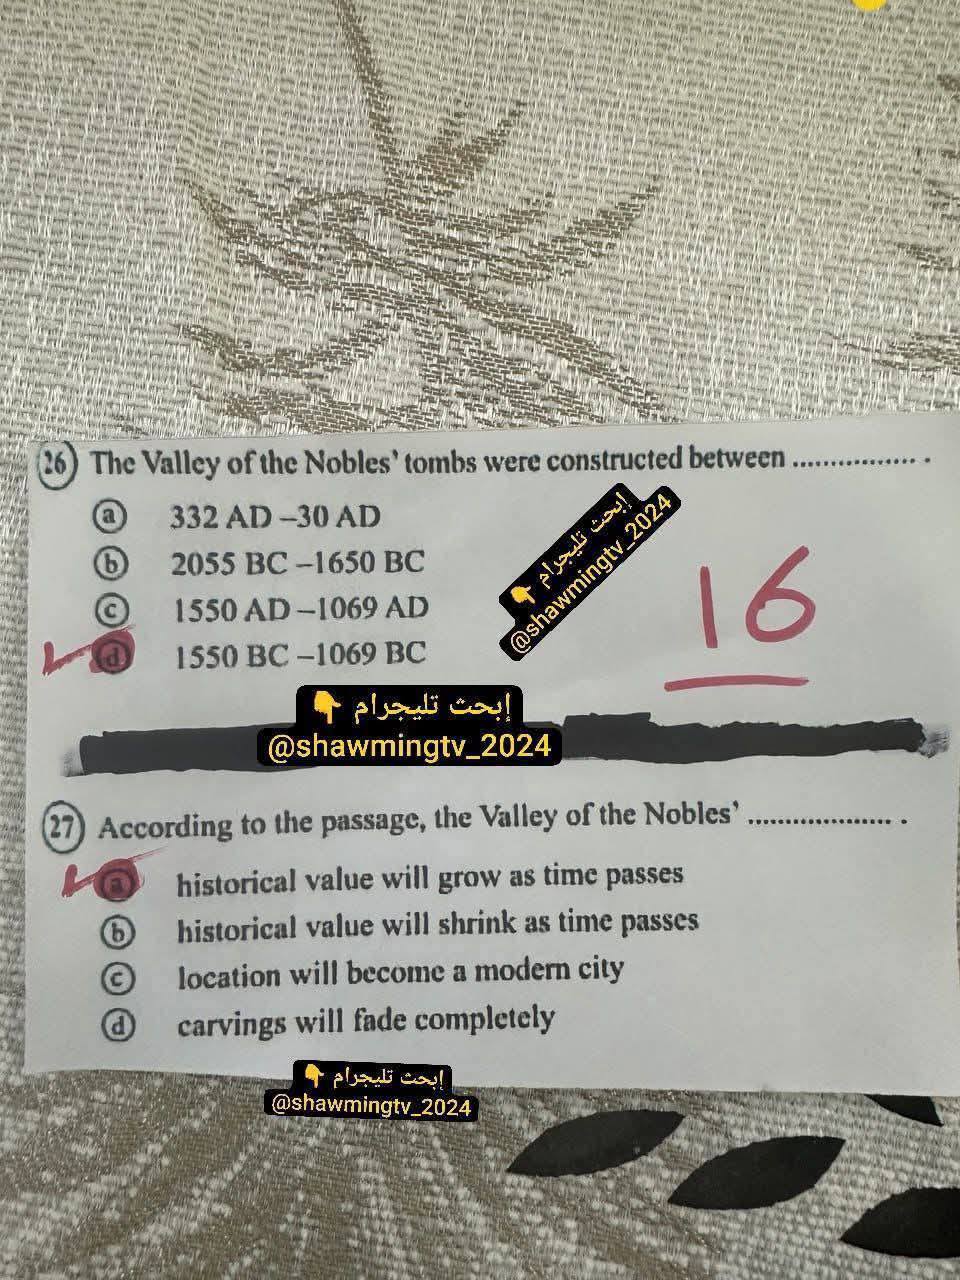 26 The Valley of the Nobles' tombs were constructed between ................ .
a 332 AD –30 AD
b 2055 BC –1650 BC
c 1550 AD –1069 AD
d 1550 BC –1069 BC
إبحث تليجرام
@shawmingtv_2024
16
إبحث تليجرام
@shawmingtv_2024
27 According to the passage, the Valley of the Nobles' ................... .
a historical value will grow as time passes
b historical value will shrink as time passes
c location will become a modern city
d carvings will fade completely
إبحث تليجرام
@shawmingtv_2024